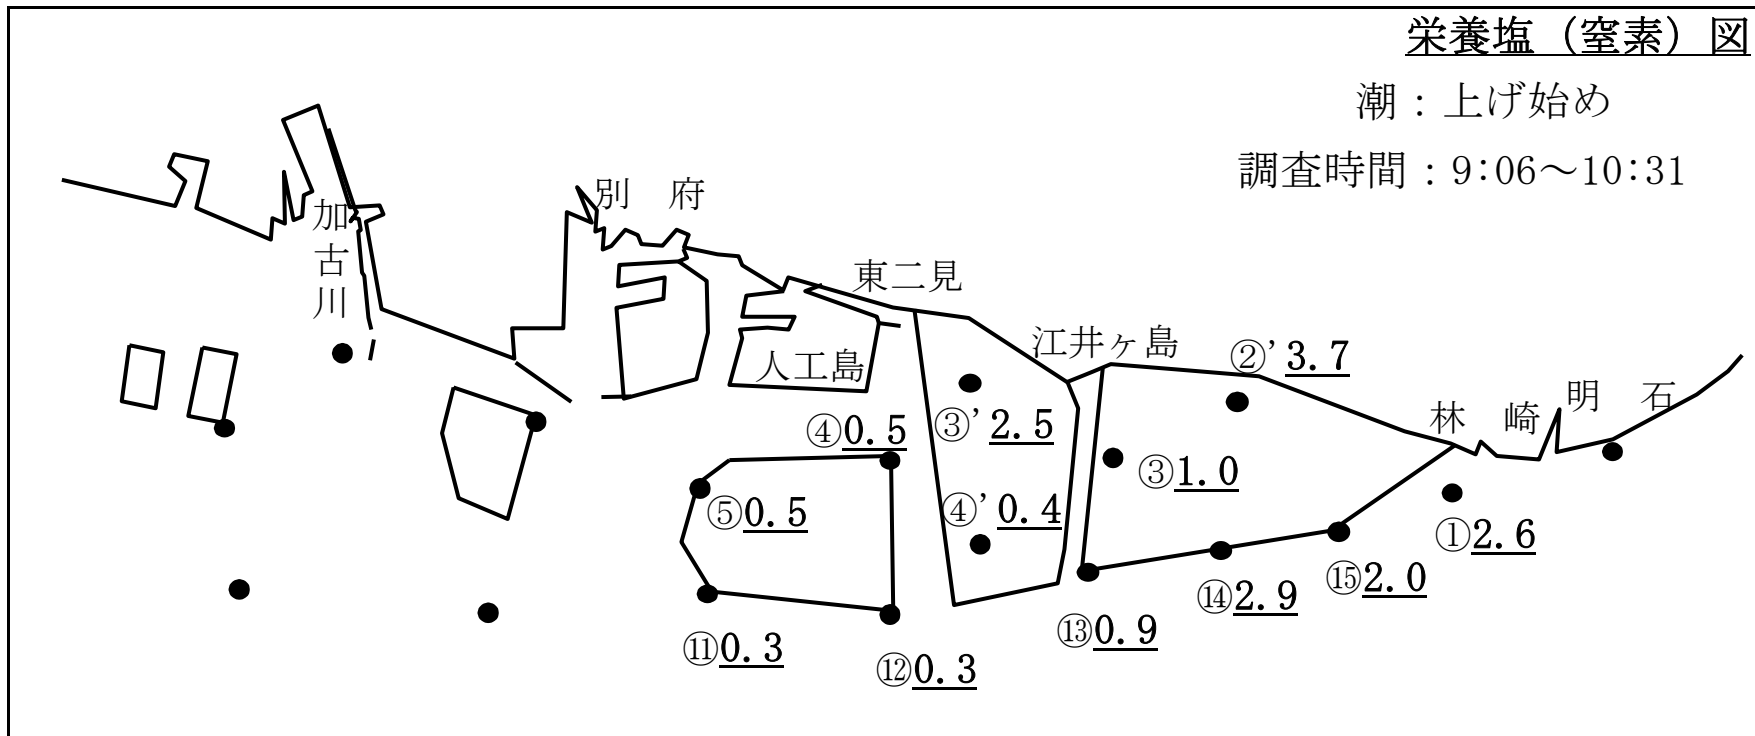 栄養塩（窒素）図
潮：上げ始め
調査時間：9:06～10:31
加古川
別　府
東二見
人工島
江井ヶ島
②' 3.7
林　崎
明　石
④0.5
③' 2.5
③1.0
⑤0.5
④' 0.4
①2.6
⑮2.0
⑭2.9
⑬0.9
⑪0.3
⑫0.3